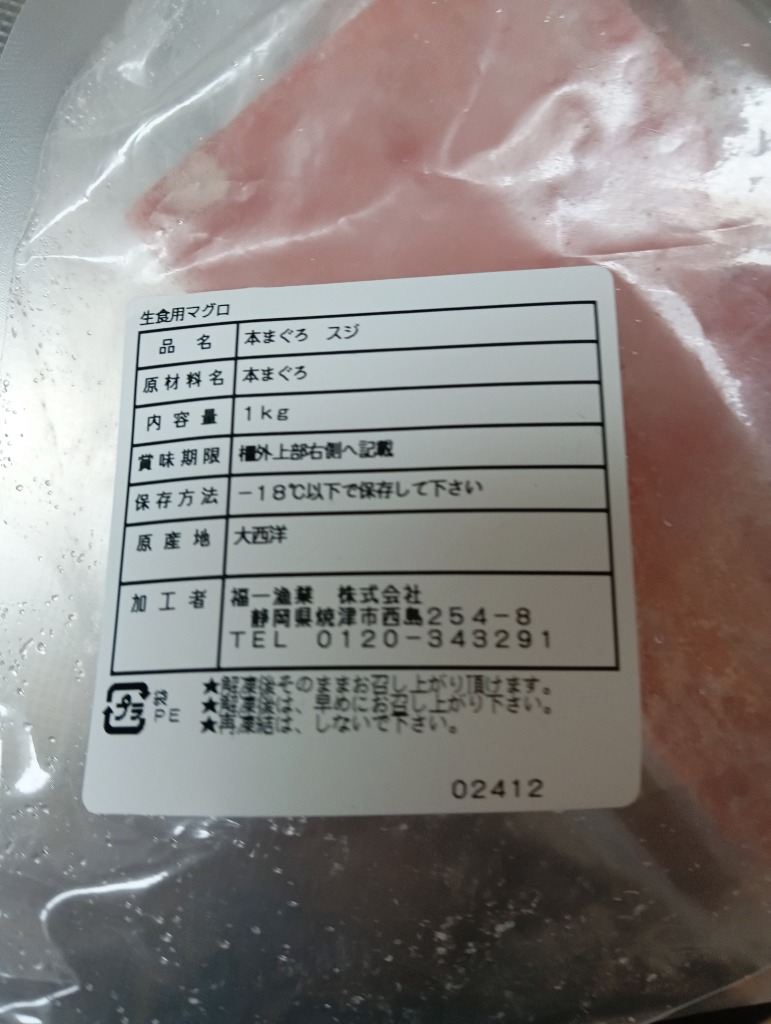 生食用マグロ
品名 本まぐろ スジ
原材料名 本まぐろ
内容量 1kg
賞味期限 欄外上部右側へ記載
保存方法 −18℃以下で保存して下さい
原産地 大西洋
加工者 福一漁業 株式会社
静岡県焼津市西島254−8
TEL 0120−343291
プラ 袋 PE
★解凍後そのままお召し上がり頂けます。
★解凍後は、早めにお召し上がり下さい。
★再凍結は、しないで下さい。
02412